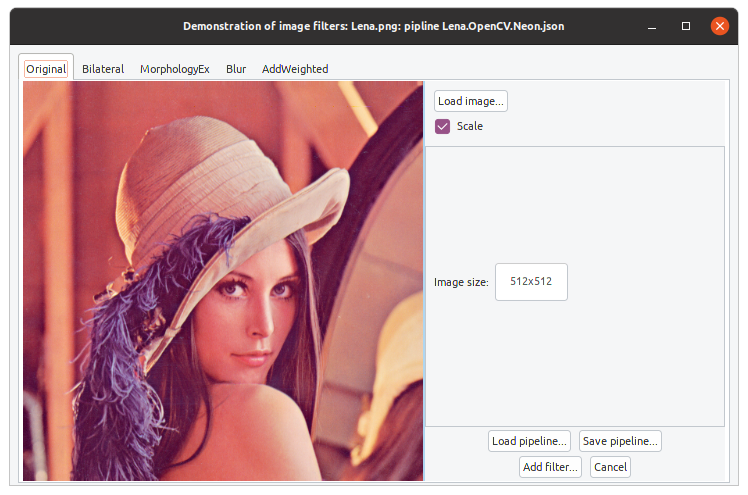 Demonstration of image filters: Lena.png: pipline Lena.OpenCV.Neon.json
Original Bilateral MorphologyEx Blur AddWeighted
Load image...
Scale
Image size: 512x512
Load pipeline... Save pipeline...
Add filter... Cancel